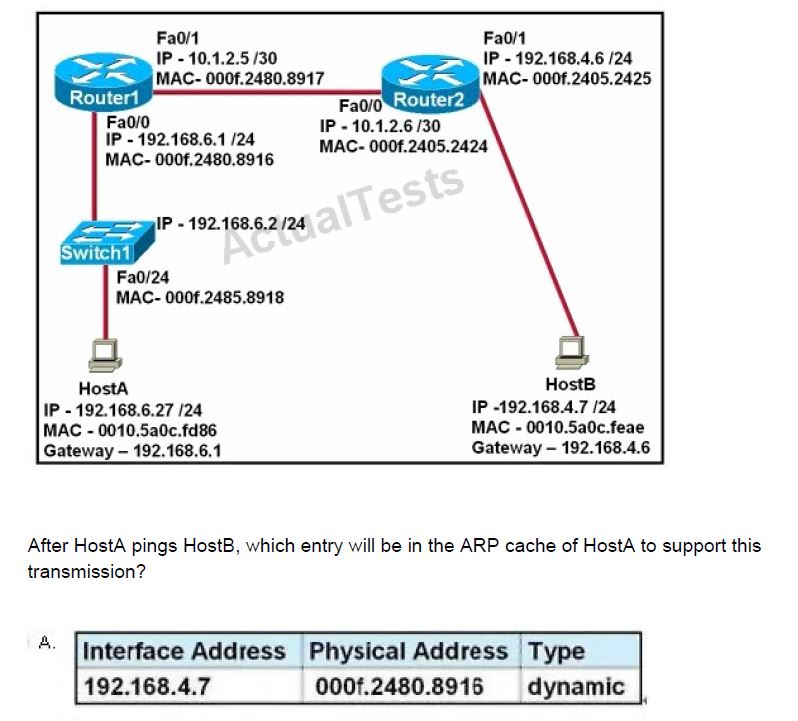 Fa0/1
IP - 10.1.2.5 /30
MAC- 000f.2480.8917
Router1
Fa0/1
IP - 192.168.4.6 /24
MAC- 000f.2405.2425
Router2
Fa0/0
IP - 10.1.2.6 /30
MAC- 000f.2405.2424
Fa0/0
IP - 192.168.6.1 /24
MAC- 000f.2480.8916
ActualTests
IP - 192.168.6.2 /24
Switch1
Fa0/24
MAC- 000f.2485.8918
HostA
IP - 192.168.6.27 /24
MAC - 0010.5a0c.fd86
Gateway – 192.168.6.1
HostB
IP -192.168.4.7 /24
MAC - 0010.5a0c.feae
Gateway – 192.168.4.6
After HostA pings HostB, which entry will be in the ARP cache of HostA to support this
transmission?
A.
Interface Address Physical Address Type
192.168.4.7 000f.2480.8916 dynamic